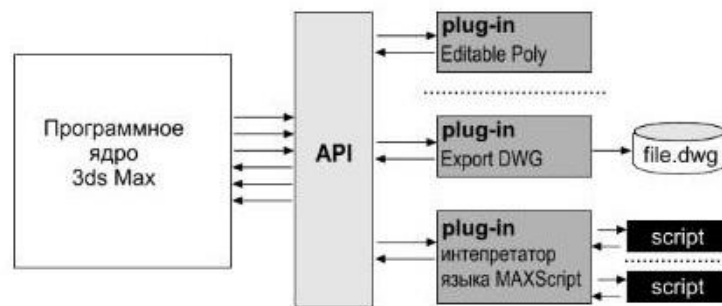 Программное
ядро
3ds Max
API
plug-in
Editable Poly
plug-in
Export DWG
file.dwg
plug-in
интепретатор
языка MAXScript
script
script